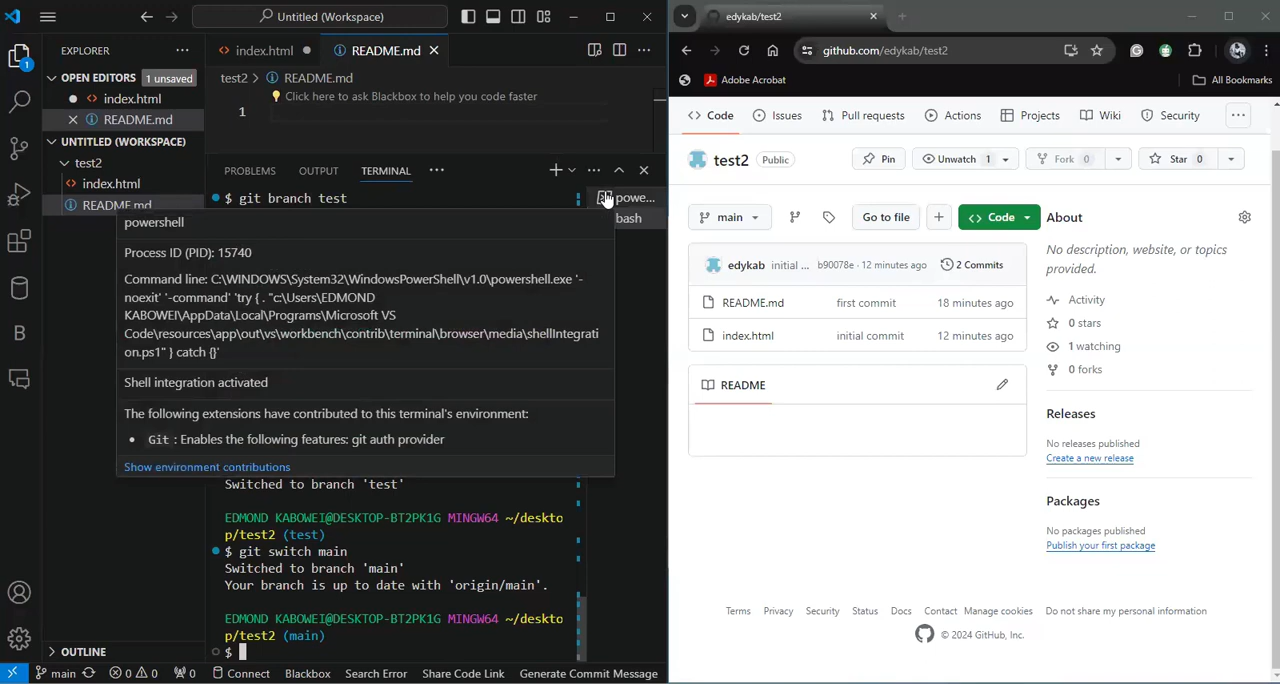 Untitled (Workspace)
EXPLORER
index.html
README.md
OPEN EDITORS 1 unsaved
index.html
README.md
UNTITLED (WORKSPACE)
test2
index.html
README.md
test2 > README.md
Click here to ask Blackbox to help you code faster
1
PROBLEMS OUTPUT TERMINAL
$ git branch test
powe...
bash
powershell
Process ID (PID): 15740
Command line: C:\WINDOWS\System32\WindowsPowerShell\v1.0\powershell.exe '-
noexit' '-command' 'try { . "c:\Users\EDMOND
KABOWEI\AppData\Local\Programs\Microsoft VS
Code\resources\app\out\vs\workbench\contrib\terminal\browser\media\shellIntegrati
on.ps1" } catch {}'
Shell integration activated
The following extensions have contributed to this terminal's environment:
• Git : Enables the following features: git auth provider
Show environment contributions
Switched to branch 'test'
EDMOND KABOWEI@DESKTOP-BT2PK1G MINGW64 ~/deskto
p/test2 (test)
$ git switch main
Switched to branch 'main'
Your branch is up to date with 'origin/main'.
EDMOND KABOWEI@DESKTOP-BT2PK1G MINGW64 ~/deskto
p/test2 (main)
$
OUTLINE
main 0 0 0 Connect Blackbox Search Error Share Code Link Generate Commit Message
edykab/test2
github.com/edykab/test2
Adobe Acrobat
All Bookmarks
Code Issues Pull requests Actions Projects Wiki Security
test2 Public
Pin Unwatch 1 Fork 0 Star 0
main Go to file Code
edykab initial ... b90078e · 12 minutes ago 2 Commits
README.md first commit 18 minutes ago
index.html initial commit 12 minutes ago
README
About
No description, website, or topics
provided.
Activity
0 stars
1 watching
0 forks
Releases
No releases published
Create a new release
Packages
No packages published
Publish your first package
Terms Privacy Security Status Docs Contact Manage cookies Do not share my personal information
© 2024 GitHub, Inc.